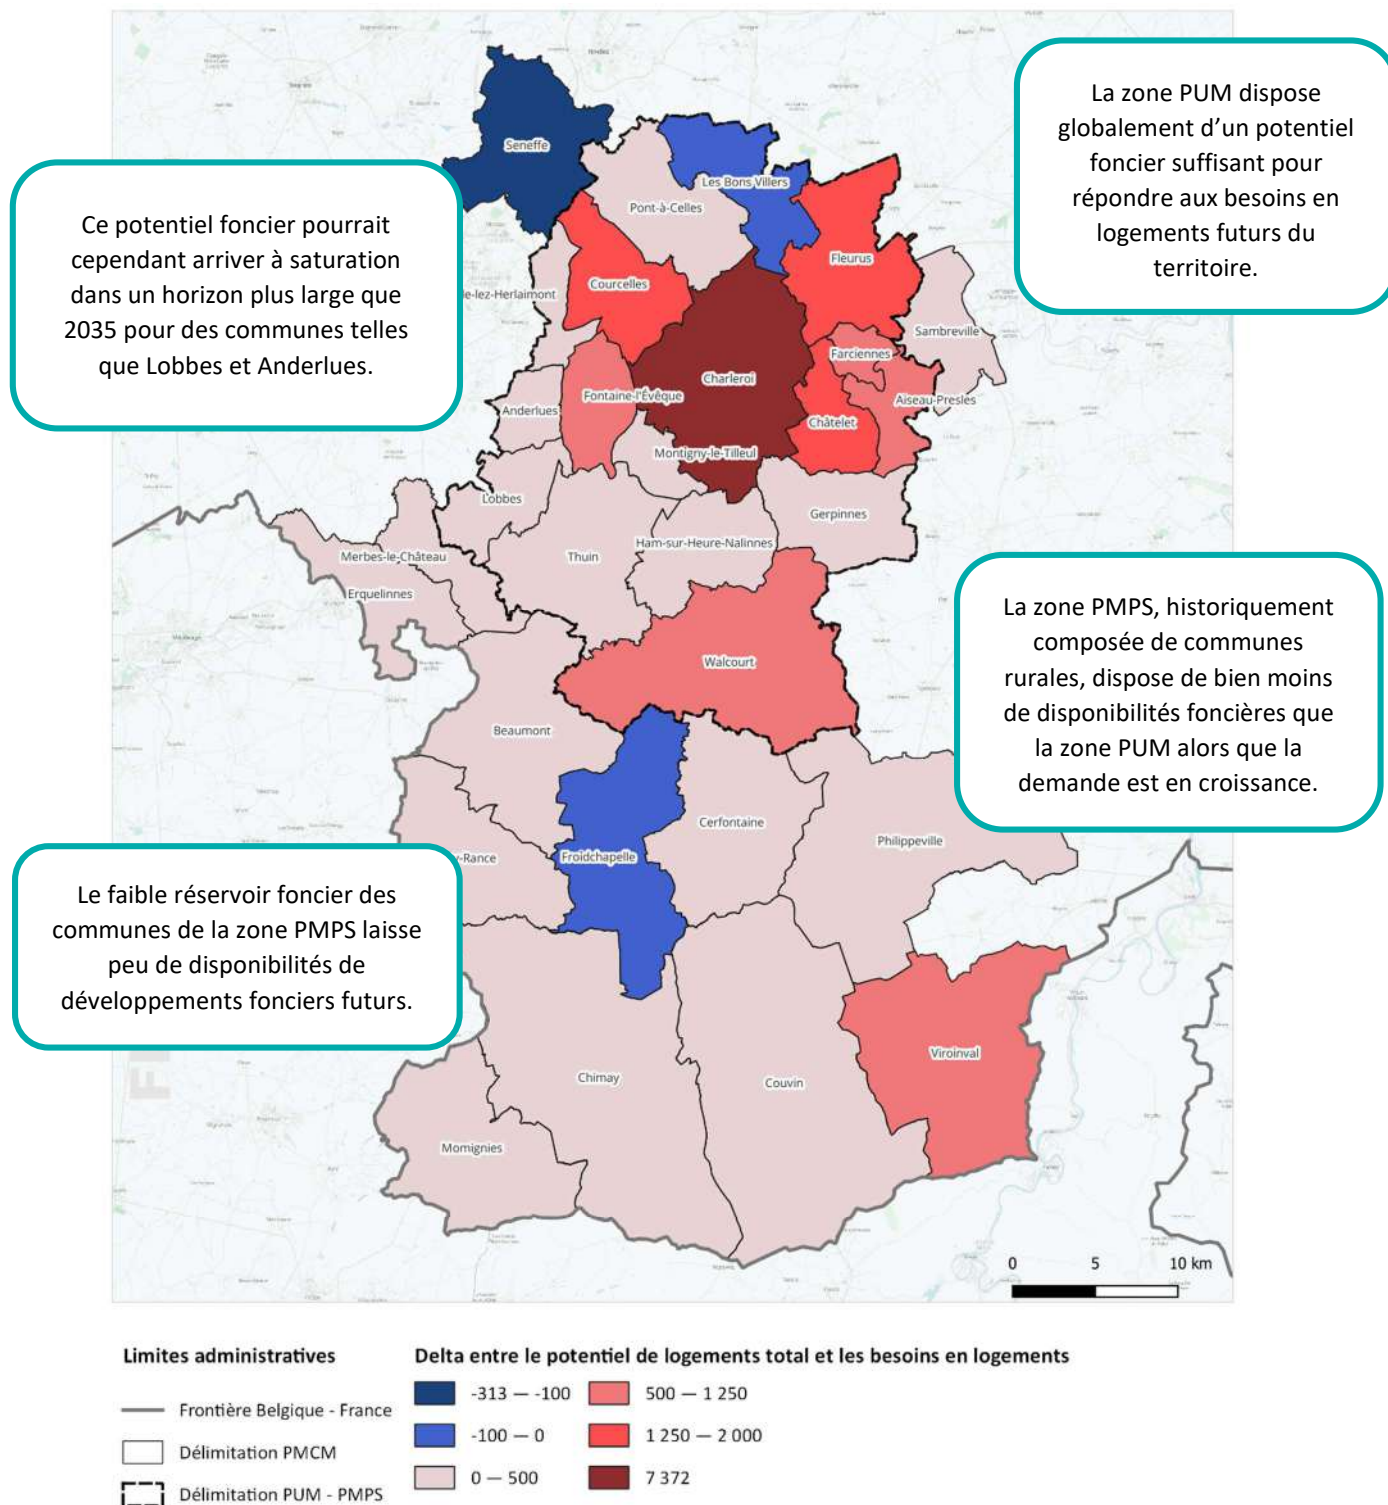 La zone PUM dispose
globalement d’un potentiel
foncier suffisant pour
répondre aux besoins en
logements futurs du
territoire.
Ce potentiel foncier pourrait
cependant arriver à saturation
dans un horizon plus large que
2035 pour des communes telles
que Lobbes et Anderlues.
Seneffe
Les Bons Villers
Pont-à-Celles
Fleurus
Courcelles
le-lez-Herlaimont
Sambreville
Farciennes
Charleroi
Fontaine-l'Évêque
Aiseau-Presles
Anderlues
Châtelet
Montigny-le-Tilleul
Lobbes
Gerpinnes
Ham-sur-Heure-Nalinnes
Merbes-le-Château
Thuin
Erquelinnes
La zone PMPS, historiquement
composée de communes
rurales, dispose de bien moins
de disponibilités foncières que
la zone PUM alors que la
demande est en croissance.
Walcourt
Beaumont
Cerfontaine
Philippeville
y-Rance
Froidchapelle
Le faible réservoir foncier des
communes de la zone PMPS laisse
peu de disponibilités de
développements fonciers futurs.
Viroinval
Chimay
Couvin
Momignies
0 5 10 km
Limites administratives
Frontière Belgique - France
Délimitation PMCM
Délimitation PUM - PMPS
Delta entre le potentiel de logements total et les besoins en logements
-313 — -100
-100 — 0
0 — 500
500 — 1 250
1 250 — 2 000
7 372